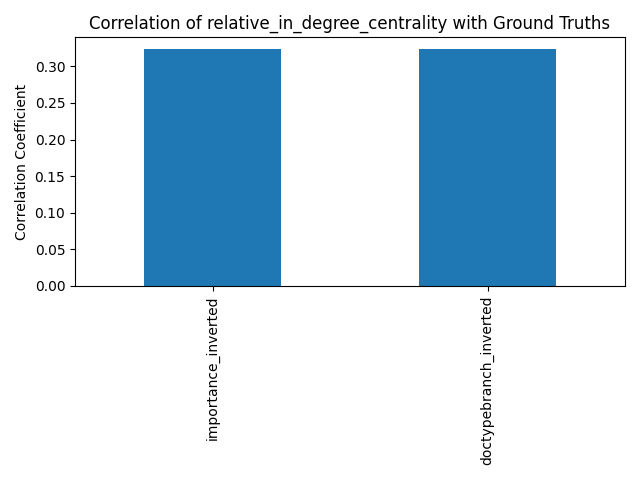 Correlation of relative_in_degree_centrality with Ground Truths
Correlation Coefficient
0.30
0.25
0.20
0.15
0.10
0.05
0.00
importance_inverted
doctypebranch_inverted